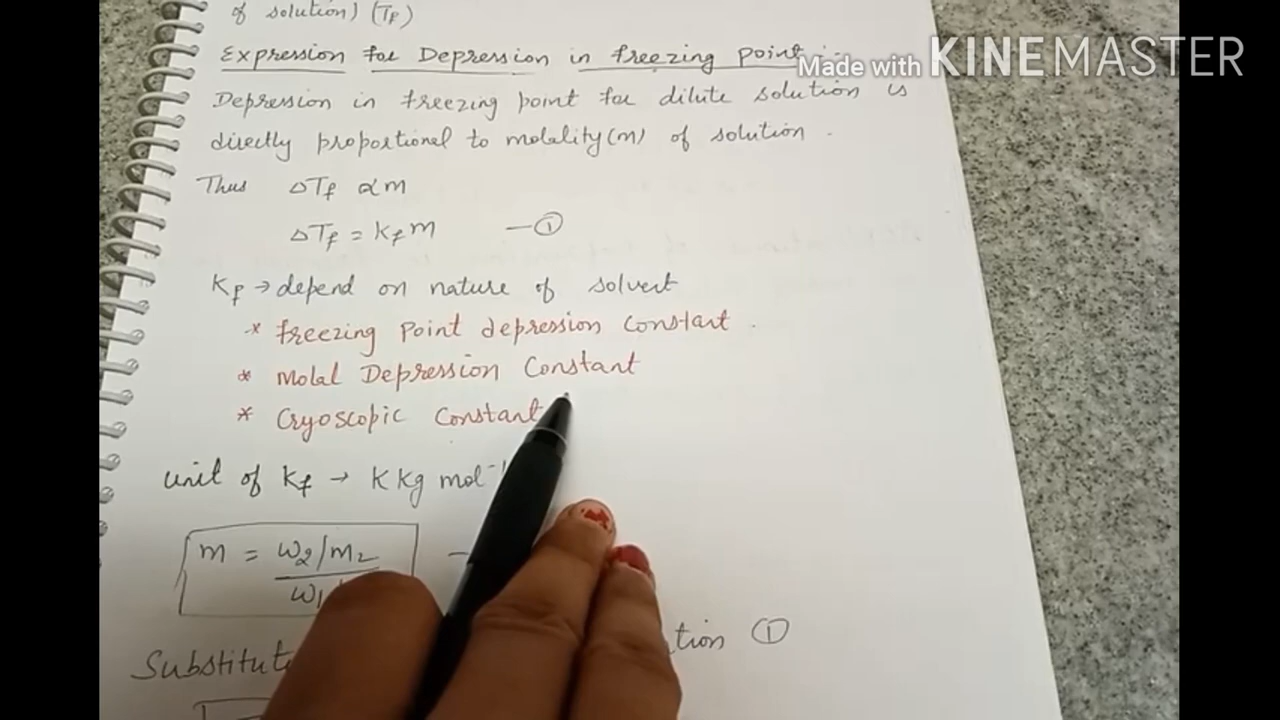 of solution) (Tf)
Expression for Depression in freezing point :-
Made with KINEMASTER
Depression in freezing point for dilute solution is
directly proportional to molality (m) of solution .
Thus ΔTf ∝ m
ΔTf = Kf m —①
Kf → depend on nature of solvent
* freezing Point depression Constant .
* Molal Depression Constant
* Cryoscopic Constant
unit of Kf → K Kg mol⁻¹
m = W2/M2
W1
Substitut
tion ①